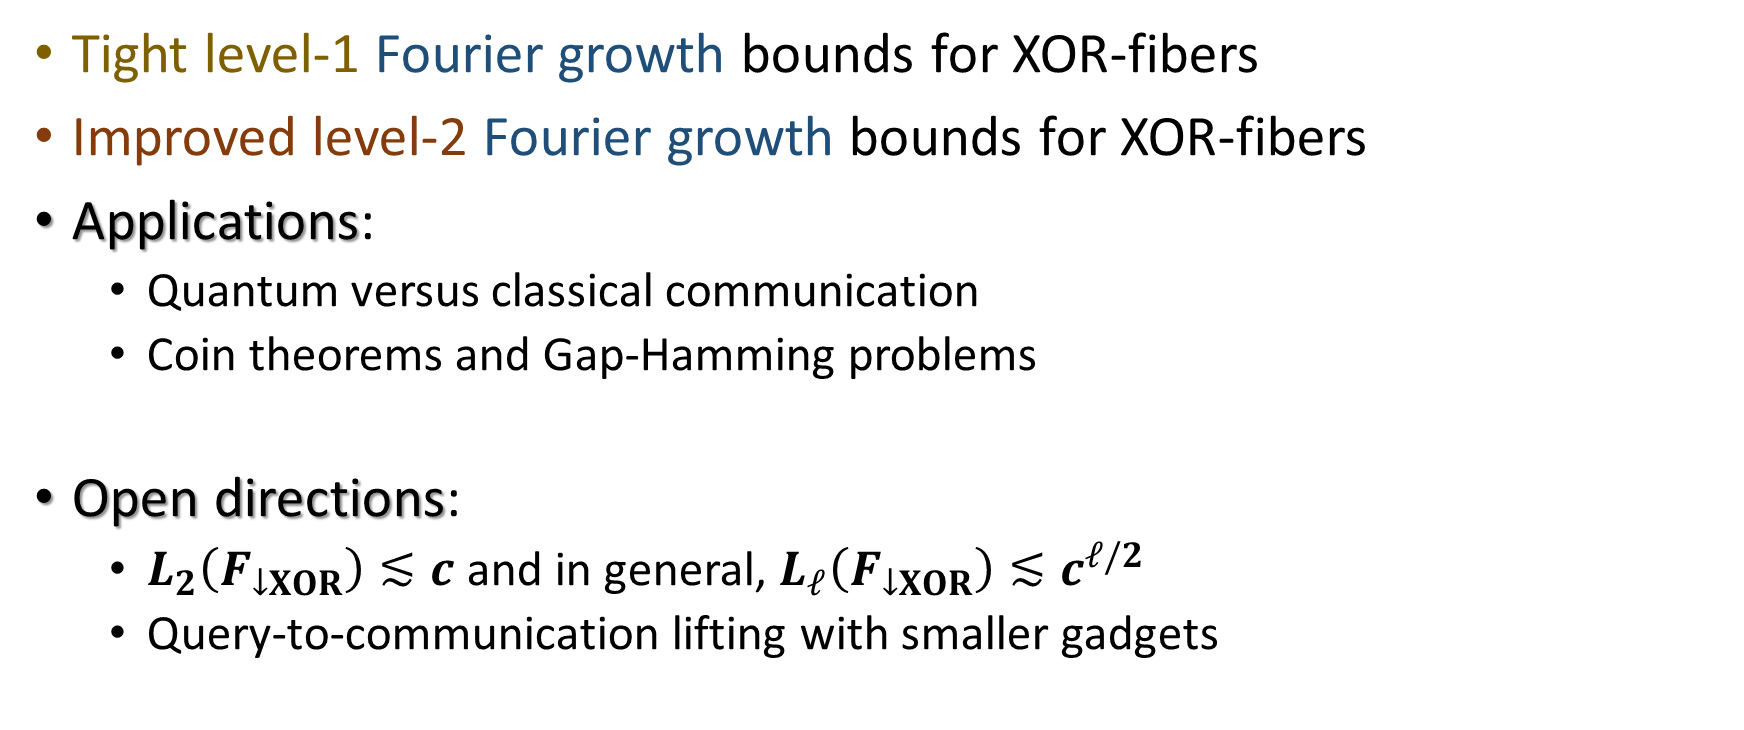 • Tight level-1 Fourier growth bounds for XOR-fibers
• Improved level-2 Fourier growth bounds for XOR-fibers
• Applications:
• Quantum versus classical communication
• Coin theorems and Gap-Hamming problems
• Open directions:
• L₂(F↓XOR) ≲ c and in general, Lℓ(F↓XOR) ≲ c^ℓ/2
• Query-to-communication lifting with smaller gadgets